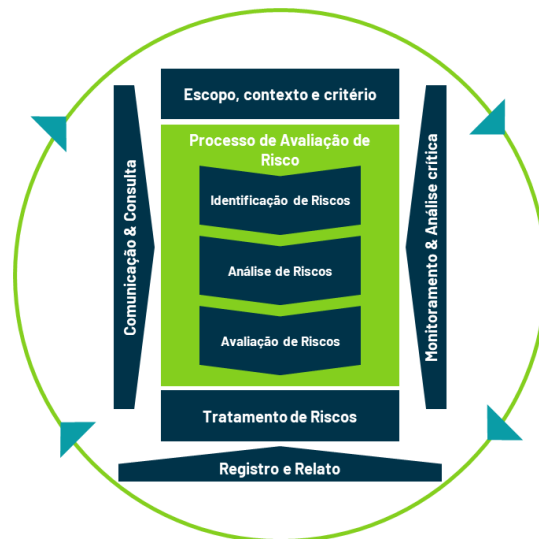 Escopo, contexto e critério
Processo de Avaliação de
Risco
Identificação de Riscos
Análise de Riscos
Avaliação de Riscos
Tratamento de Riscos
Registro e Relato
Comunicação & Consulta
Monitoramento & Análise crítica